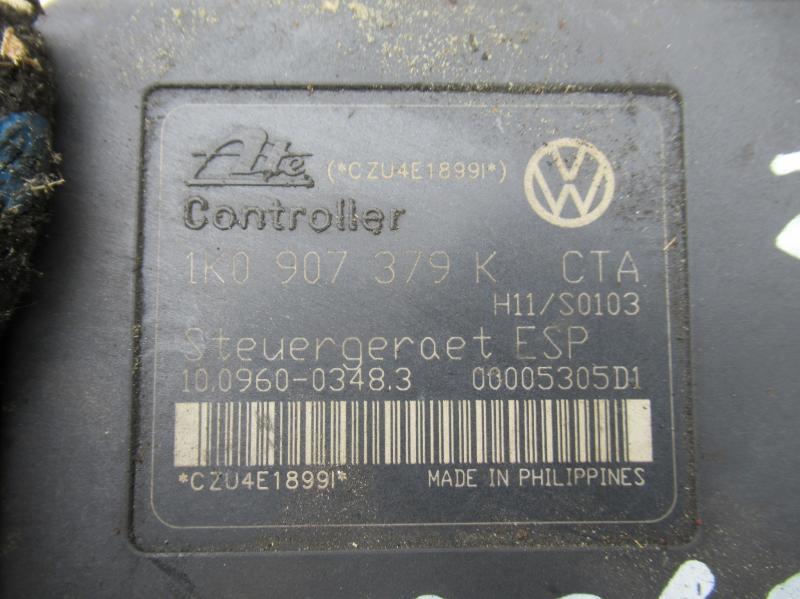 Ate (*CZU4E1899I*)
Controller
1K0 907 379 K CTA
H11/S0103
Steuergeraet ESP
10.0960-0348.3 00005305D1
*CZU4E1899I*
MADE IN PHILIPPINES